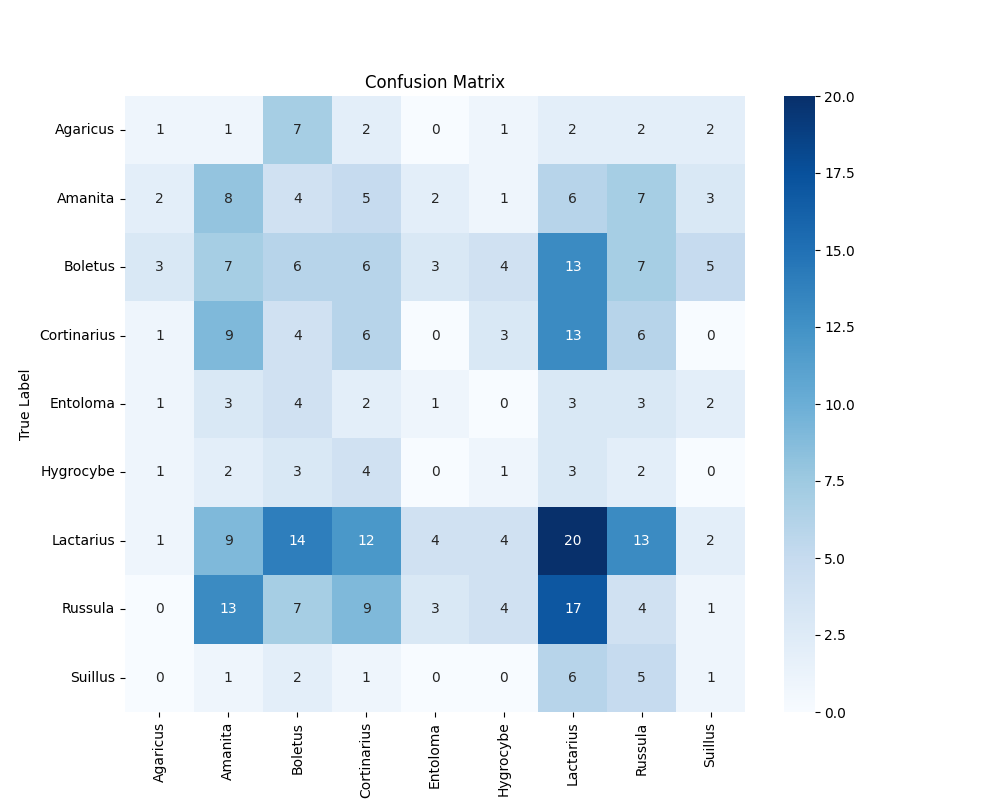 Confusion Matrix
True Label
Agaricus 1 1 7 2 0 1 2 2 2
Amanita 2 8 4 5 2 1 6 7 3
Boletus 3 7 6 6 3 4 13 7 5
Cortinarius 1 9 4 6 0 3 13 6 0
Entoloma 1 3 4 2 1 0 3 3 2
Hygrocybe 1 2 3 4 0 1 3 2 0
Lactarius 1 9 14 12 4 4 20 13 2
Russula 0 13 7 9 3 4 17 4 1
Suillus 0 1 2 1 0 0 6 5 1
Agaricus Amanita Boletus Cortinarius Entoloma Hygrocybe Lactarius Russula Suillus
20.0
17.5
15.0
12.5
10.0
7.5
5.0
2.5
0.0